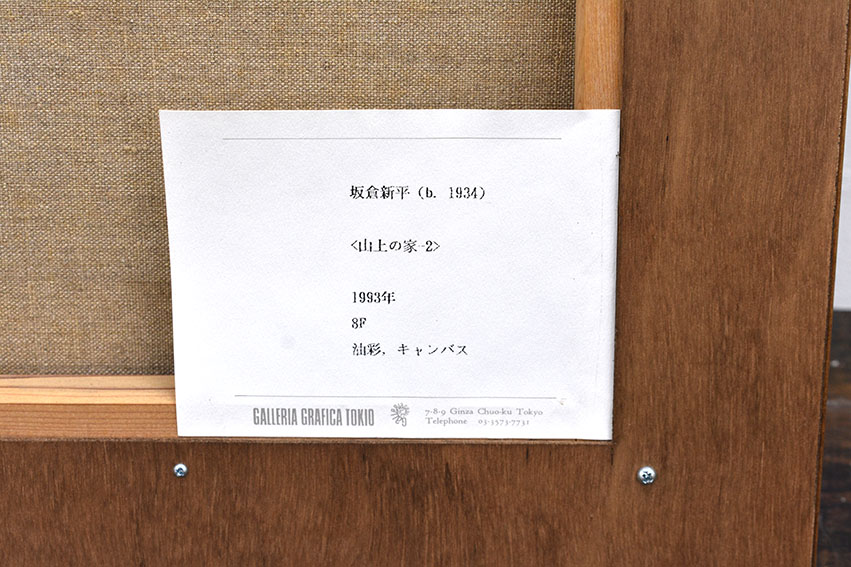 坂倉新平 (b. 1934)
<山上の家-2>
1993年
8F
油彩, キャンバス
GALLERIA GRAFICA TOKIO
7-8-9 Ginza Chuo-ku Tokyo
Telephone 03-3573-7731